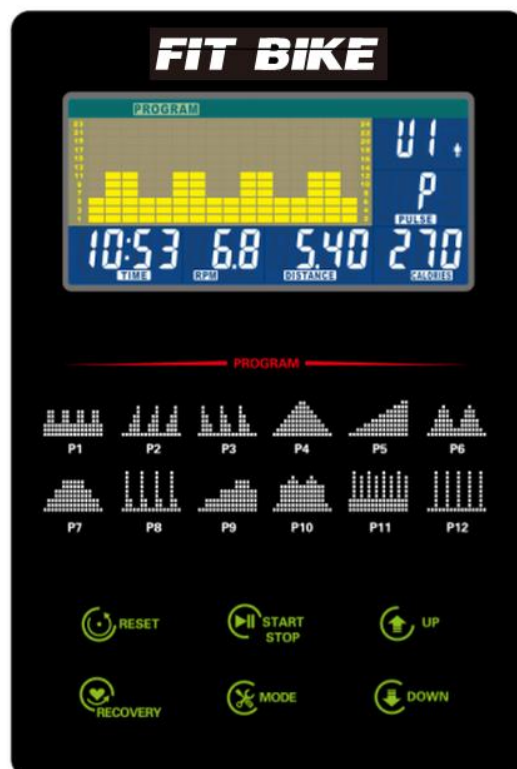 FIT BIKE
PROGRAM
U1
P
PULSE
10:53 6.8 5.40 270
TIME RPM DISTANCE CALORIES
PROGRAM
P1 P2 P3 P4 P5 P6
P7 P8 P9 P10 P11 P12
RESET START STOP UP
RECOVERY MODE DOWN